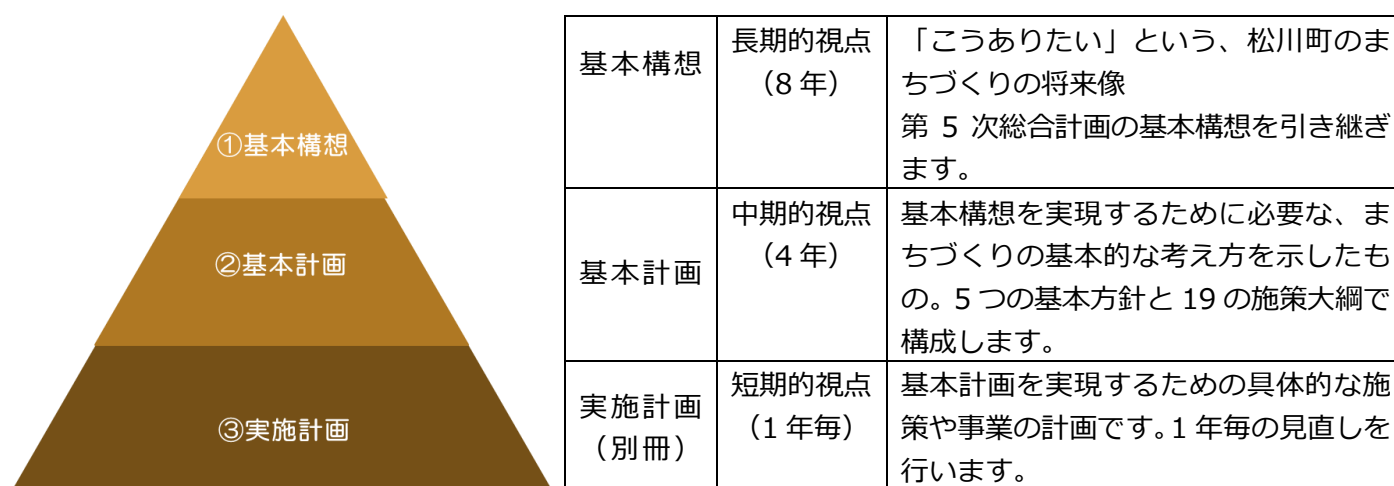 ①基本構想
②基本計画
③実施計画
基本構想
長期的視点
（8 年）
「こうありたい」という、松川町のま
ちづくりの将来像
第 5 次総合計画の基本構想を引き継ぎ
ます。
基本計画
中期的視点
（4 年）
基本構想を実現するために必要な、ま
ちづくりの基本的な考え方を示したも
の。5 つの基本方針と 19 の施策大綱で
構成します。
実施計画
（別冊）
短期的視点
（1 年毎）
基本計画を実現するための具体的な施
策や事業の計画です。1 年毎の見直しを
行います。